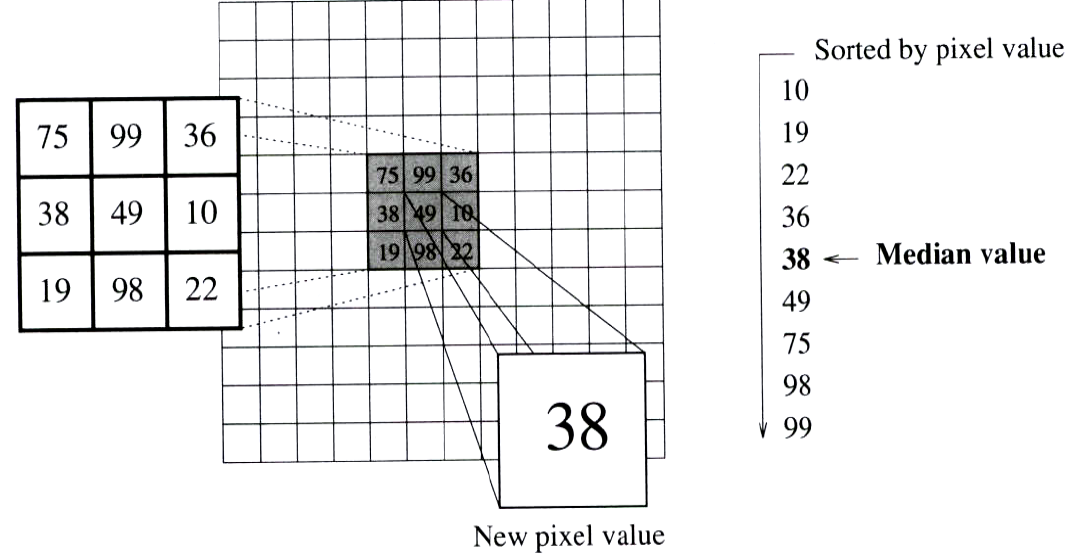 75 99 36
38 49 10
19 98 22
75 99 36
38 49 10
19 98 22
38
New pixel value
Sorted by pixel value
10
19
22
36
38 Median value
49
75
98
99